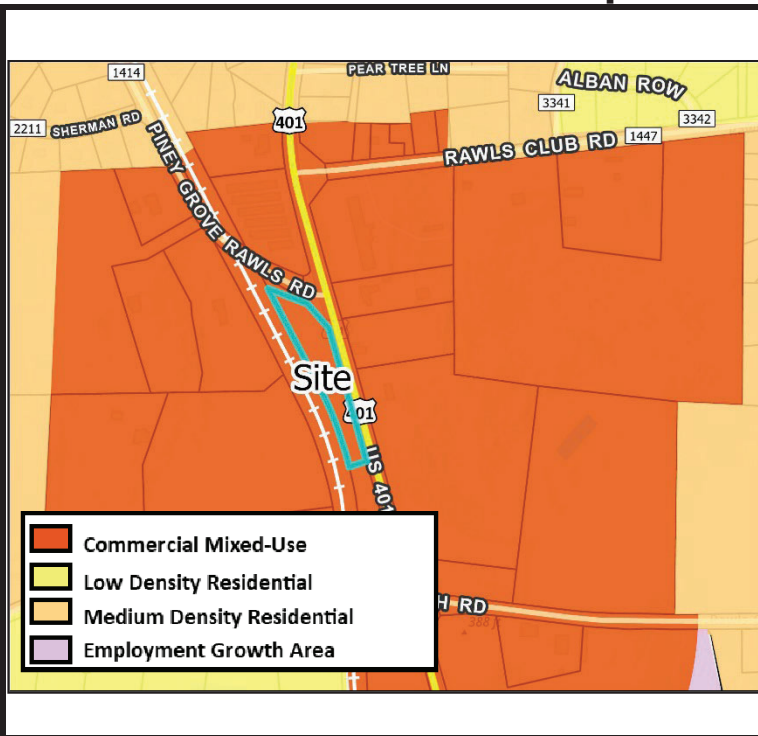 1414
PEAR TREE LN
ALBAN ROW
3341
2211
SHERMAN RD
401
3342
1447
RAWLS CLUB RD
PINEY GROVE RAWLS RD
Site
401
US 401
Commercial Mixed-Use
Low Density Residential
Medium Density Residential
Employment Growth Area
H RD